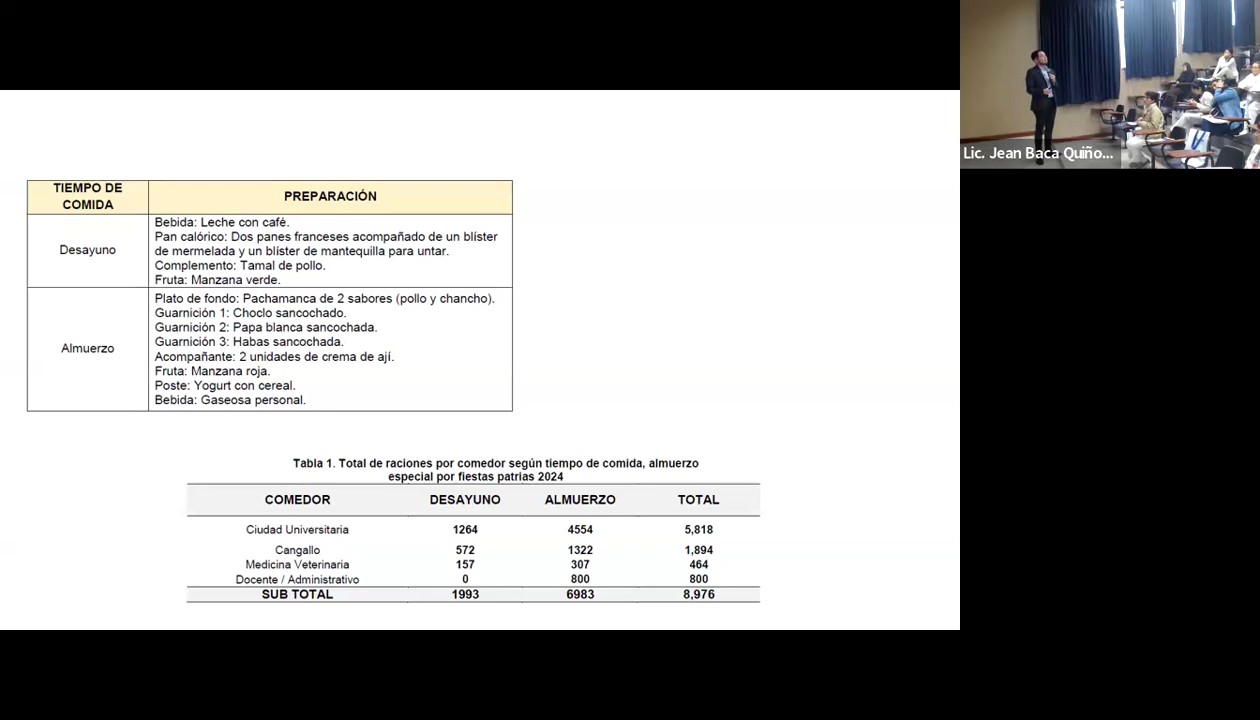 TIEMPO DE
COMIDA
PREPARACIÓN
Desayuno
Bebida: Leche con café.
Pan calórico: Dos panes franceses acompañado de un blíster
de mermelada y un blíster de mantequilla para untar.
Complemento: Tamal de pollo.
Fruta: Manzana verde.
Almuerzo
Plato de fondo: Pachamanca de 2 sabores (pollo y chancho).
Guarnición 1: Choclo sancochado.
Guarnición 2: Papa blanca sancochada.
Guarnición 3: Habas sancochada.
Acompañante: 2 unidades de crema de ají.
Fruta: Manzana roja.
Poste: Yogurt con cereal.
Bebida: Gaseosa personal.
Tabla 1. Total de raciones por comedor según tiempo de comida, almuerzo
especial por fiestas patrias 2024
COMEDOR DESAYUNO ALMUERZO TOTAL
Ciudad Universitaria 1264 4554 5,818
Cangallo 572 1322 1,894
Medicina Veterinaria 157 307 464
Docente / Administrativo 0 800 800
SUB TOTAL 1993 6983 8,976
Lic. Jean Baca Quiño...